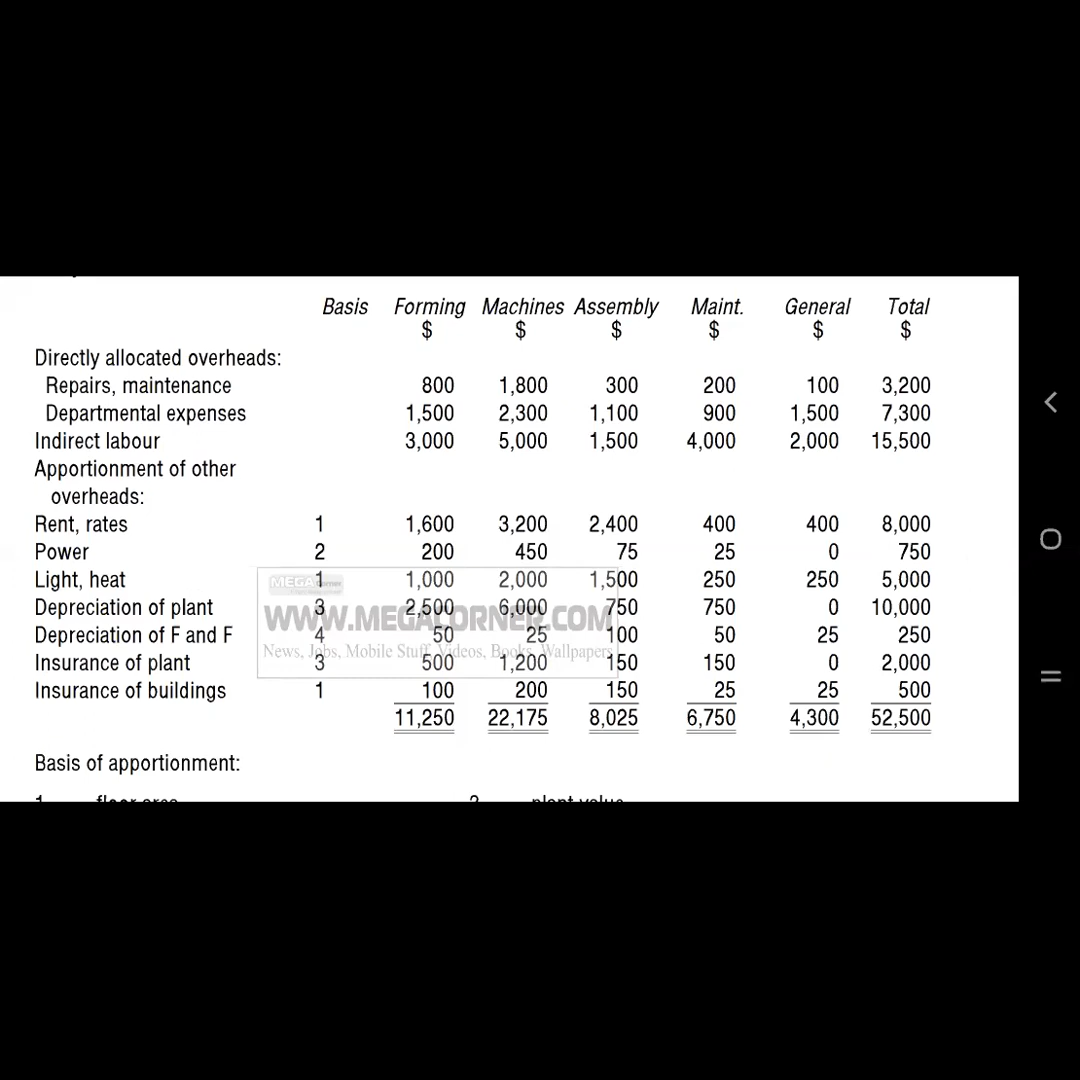 Basis Forming Machines Assembly Maint. General Total
$ $ $ $ $ $
Directly allocated overheads:
Repairs, maintenance 800 1,800 300 200 100 3,200
Departmental expenses 1,500 2,300 1,100 900 1,500 7,300
Indirect labour 3,000 5,000 1,500 4,000 2,000 15,500
Apportionment of other
overheads:
Rent, rates 1 1,600 3,200 2,400 400 400 8,000
Power 2 200 450 75 25 0 750
Light, heat 1 1,000 2,000 1,500 250 250 5,000
Depreciation of plant 3 2,500 6,000 750 750 0 10,000
Depreciation of F and F 4 50 25 100 50 25 250
Insurance of plant 3 500 1,200 150 150 0 2,000
Insurance of buildings 1 100 200 150 25 25 500
11,250 22,175 8,025 6,750 4,300 52,500
MEGA
WWW.MEGACORNER.COM
News, Jobs, Mobile Stuff, Videos, Books, Wallpapers
Basis of apportionment:
1 floor area plant value